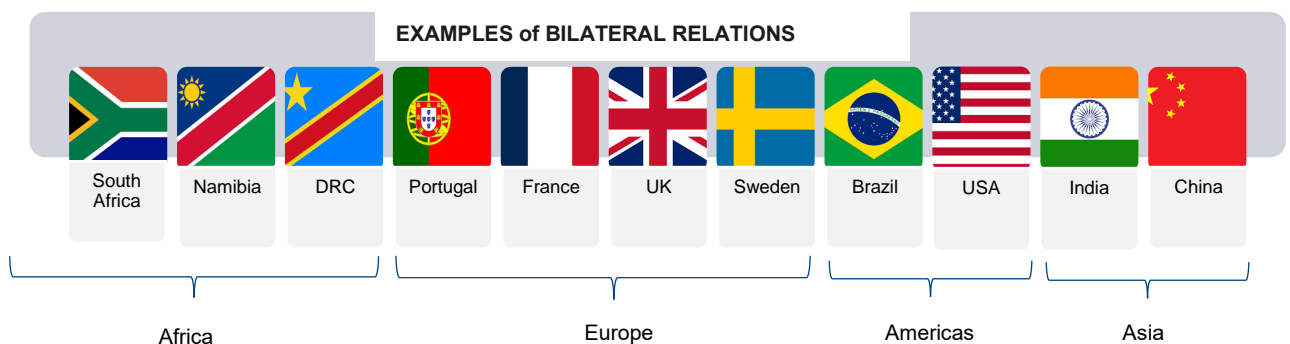 EXAMPLES of BILATERAL RELATIONS
South
Africa
Namibia
DRC
Portugal
France
UK
Sweden
Brazil
USA
India
China
Africa
Europe
Americas
Asia